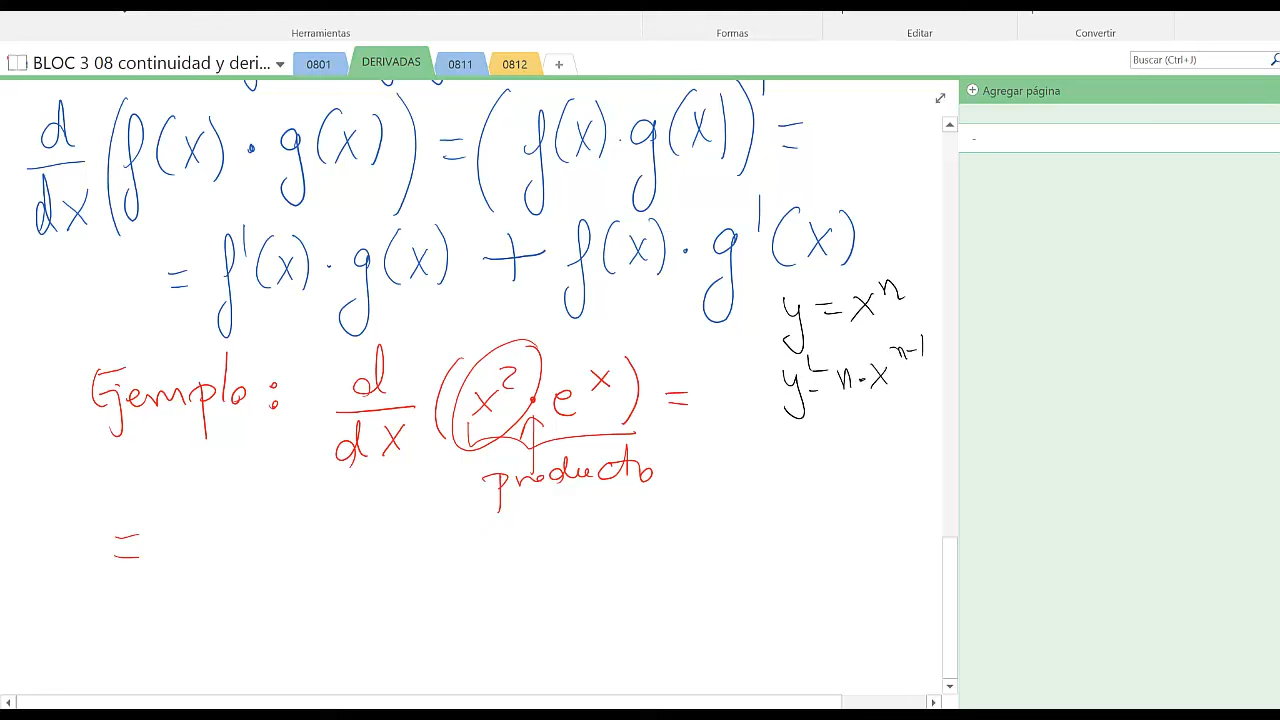 Herramientas Formas Editar Convertir
BLOC 3 08 continuidad y deri... 0801 DERIVADAS 0811 0812 + Buscar (Ctrl+J)
Agregar página
d/dx (f(x) · g(x)) = (f(x) · g(x))' =
= f'(x) · g(x) + f(x) · g'(x)
y = x^n
y' = n · x^(n-1)
Ejemplo: d/dx (x^2 · e^x) =
producto
=